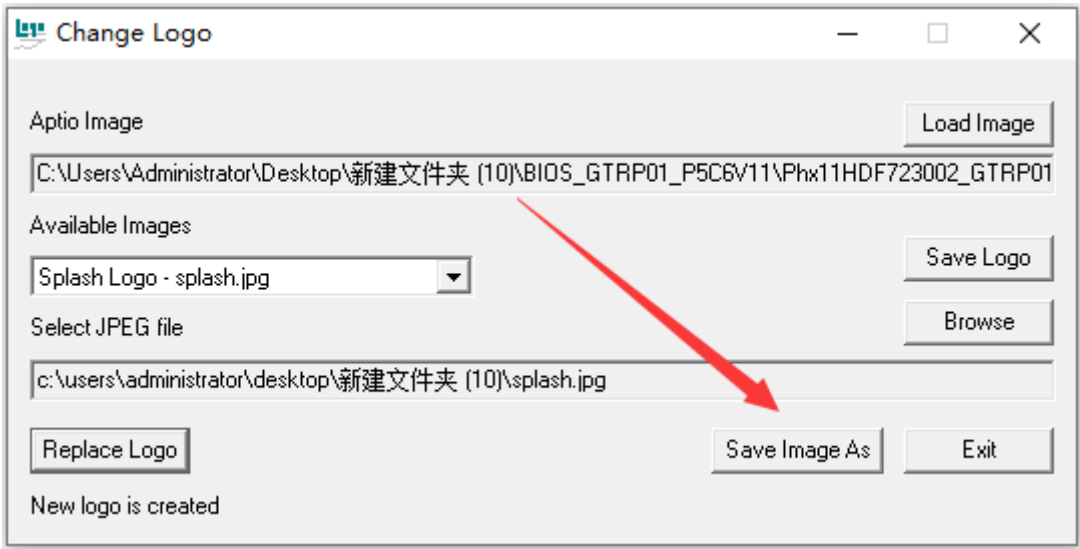 Change Logo
Aptio Image
Load Image
C:\Users\Administrator\Desktop\新建文件夹 (10)\BIOS_GTRP01_P5C6V11\Phx11HDF723002_GTRP01
Available Images
Save Logo
Splash Logo - splash.jpg
Browse
Select JPEG file
c:\users\administrator\desktop\新建文件夹 (10)\splash.jpg
Replace Logo
Save Image As
Exit
New logo is created